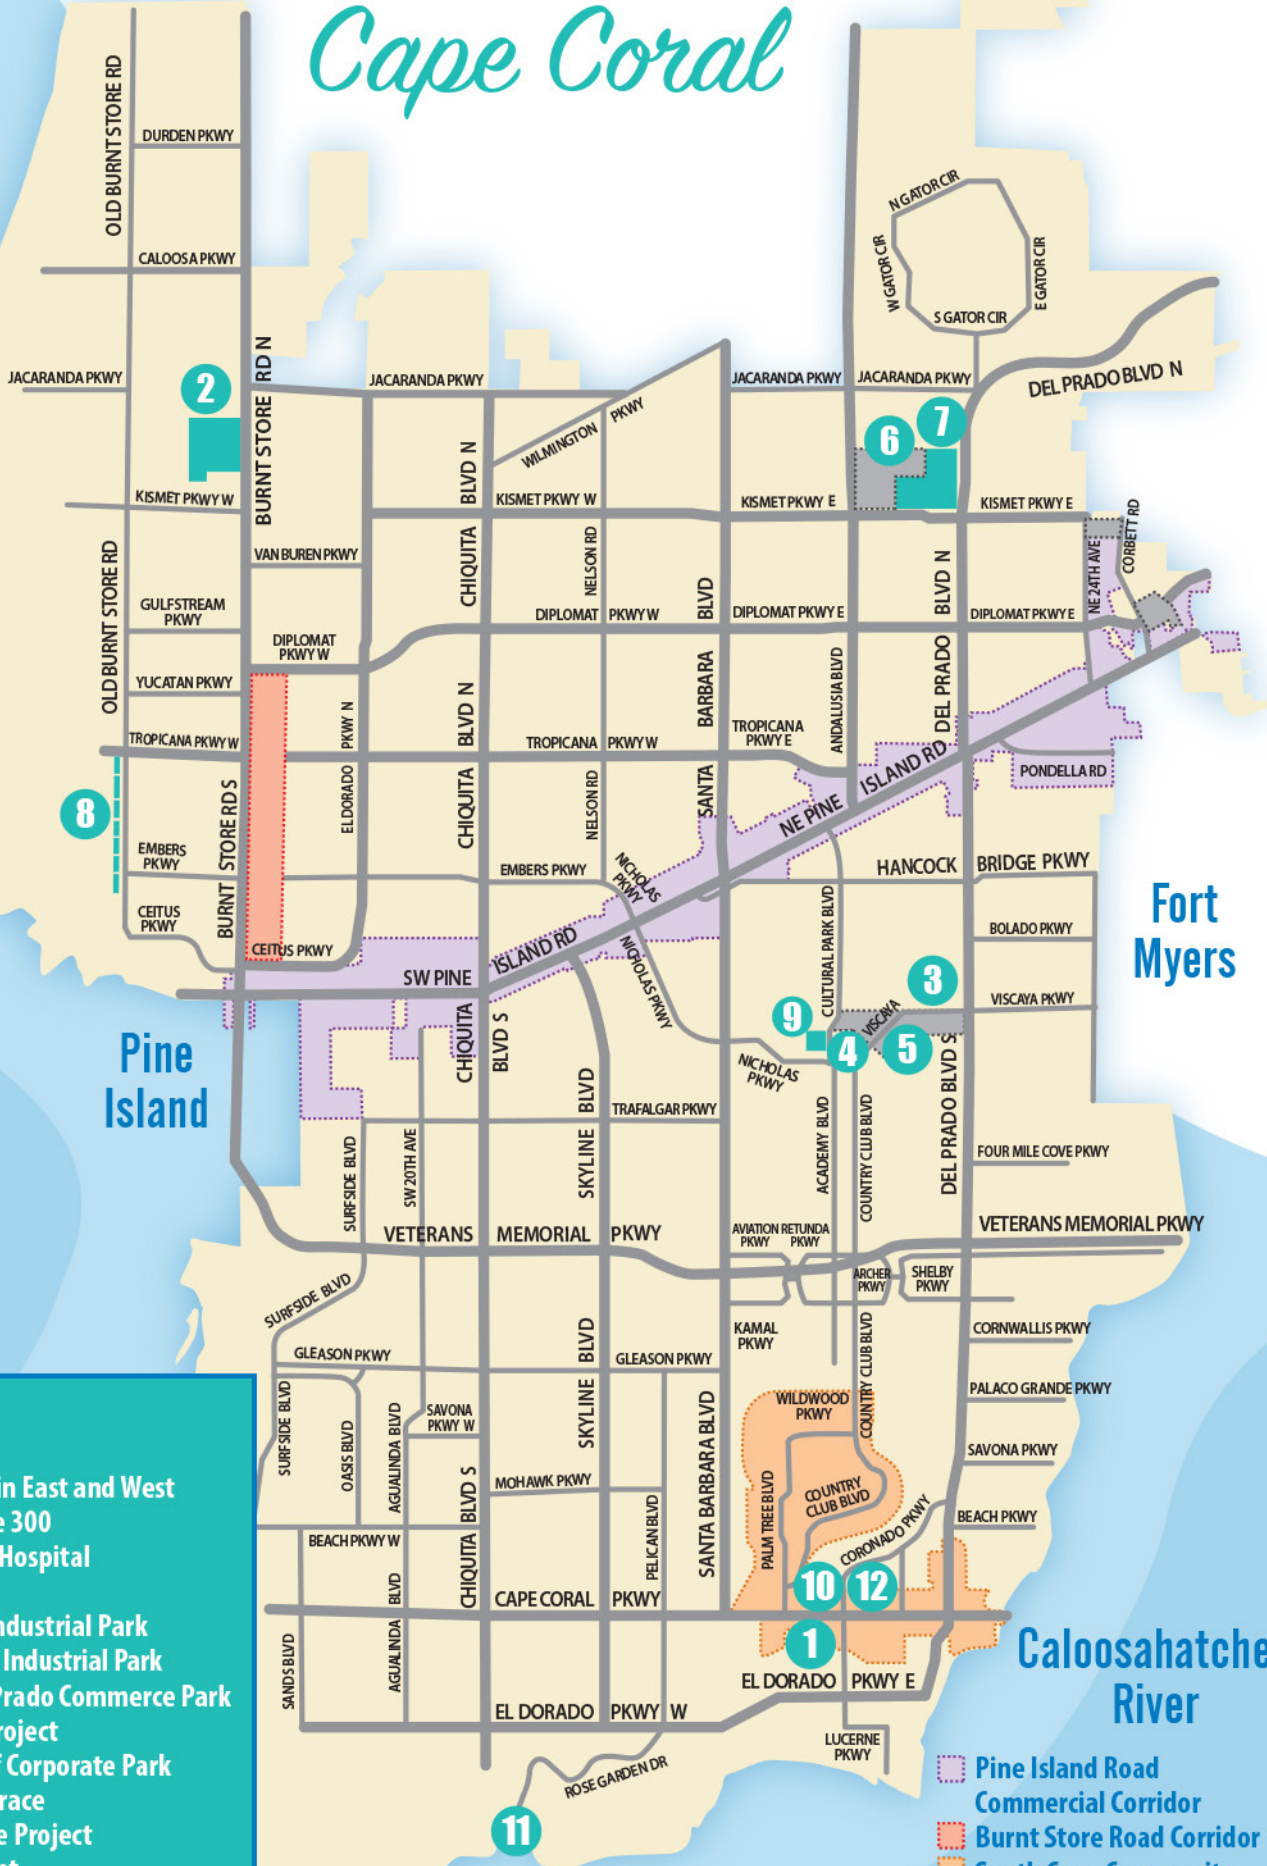 Cape Coral
OLD BURNT STORE RD
DURDEN PKWY
CALOOSA PKWY
N GATOR CIR
W GATOR CIR
E GATOR CIR
S GATOR CIR
BURNT STORE RD N
JACARANDA PKWY
2
JACARANDA PKWY
JACARANDA PKWY
JACARANDA PKWY
DEL PRADO BLVD N
WILMINGTON PKWY
6
7
KISMET PKWY W
KISMET PKWY W
KISMET PKWY E
KISMET PKWY E
CHIQUITA BLVD N
NELSON RD
VAN BUREN PKWY
NE 24TH AVE
CORBETT RD
OLD BURNT STORE RD
GULFSTREAM
PKWY
DIPLOMAT PKWY W
DIPLOMAT PKWY E
DIPLOMAT PKWY E
DIPLOMAT
PKWY W
DEL PRADO BLVD N
YUCATAN PKWY
SANTA BARBARA BLVD
ANDALUSIA BLVD
ELDORADO PKWY N
CHIQUITA BLVD N
TROPICANA PKWY W
TROPICANA PKWY W
TROPICANA
PKWY E
PONDELLA RD
NE PINE ISLAND RD
NELSON RD
8
BURNT STORE RD S
EMBERS
PKWY
EMBERS PKWY
NICHOLAS
PKWY
HANCOCK BRIDGE PKWY
CEITUS
PKWY
CEITUS PKWY
SW PINE ISLAND RD
NICHOLAS PKWY
CULTURAL PARK BLVD
BOLADO PKWY
Fort
Myers
VISCAYA
3
VISCAYA PKWY
9
4
5
NICHOLAS
PKWY
Pine
Island
CHIQUITA BLVD S
SKYLINE BLVD
TRAFALGAR PKWY
SURFSIDE BLVD
SW 20TH AVE
ACADEMY BLVD
COUNTRY CLUB BLVD
DEL PRADO BLVD S
FOUR MILE COVE PKWY
VETERANS MEMORIAL PKWY
VETERANS MEMORIAL PKWY
AVIATION
PKWY
RETUNDA
PKWY
ARCHER
PKWY
SHELBY
PKWY
SURFSIDE BLVD
KAMAL
PKWY
CORNWALLIS PKWY
GLEASON PKWY
GLEASON PKWY
COUNTRY CLUB BLVD
SKYLINE BLVD
SURFSIDE BLVD
OASIS BLVD
AGUALINDA BLVD
SAVONA
PKWY W
WILDWOOD
PKWY
PALACO GRANDE PKWY
SAVONA PKWY
MOHAWK PKWY
SANTA BARBARA BLVD
PALM TREE BLVD
COUNTRY
CLUB BLVD
CHIQUITA BLVD S
PELICAN BLVD
CORONADO PKWY
BEACH PKWY
BEACH PKWY W
10
12
CAPE CORAL PKWY
AGUALINDA BLVD
SANDS BLVD
1
EL DORADO PKWY E
EL DORADO PKWY W
LUCERNE
PKWY
ROSE GARDEN DR
11
Caloosahatche
River
in East and West
300
Hospital
Industrial Park
Industrial Park
Prado Commerce Park
roject
Corporate Park
race
Project
Pine Island Road
Commercial Corridor
Burnt Store Road Corridor